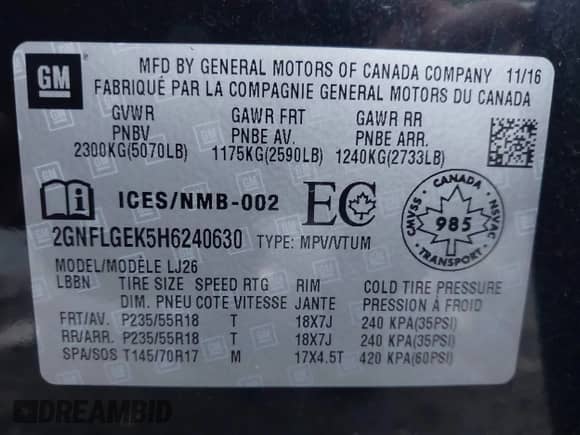 GM
MFD BY GENERAL MOTORS OF CANADA COMPANY 11/16
FABRIQUÉ PAR LA COMPAGNIE GENERAL MOTORS DU CANADA
GVWR GAWR FRT GAWR RR
PNBV PNBE AV. PNBE ARR.
2300KG(5070LB) 1175KG(2590LB) 1240KG(2733LB)
i ICES/NMB-002 EC
CMVSS 985 NSVAC
TRANSPORT
2GNFLGEK5H6240630 TYPE: MPV/VTUM
MODEL/MODÈLE LJ26
LBBN TIRE SIZE SPEED RTG RIM COLD TIRE PRESSURE
DIM. PNEU COTE VITESSE JANTE PRESSION À FROID
FRT/AV. P235/55R18 T 18X7J 240 KPA(35PSI)
RR/ARR. P235/55R18 T 18X7J 240 KPA(35PSI)
SPA/SOS T145/70R17 M 17X4.5T 420 KPA(60PSI)
DREAMBID